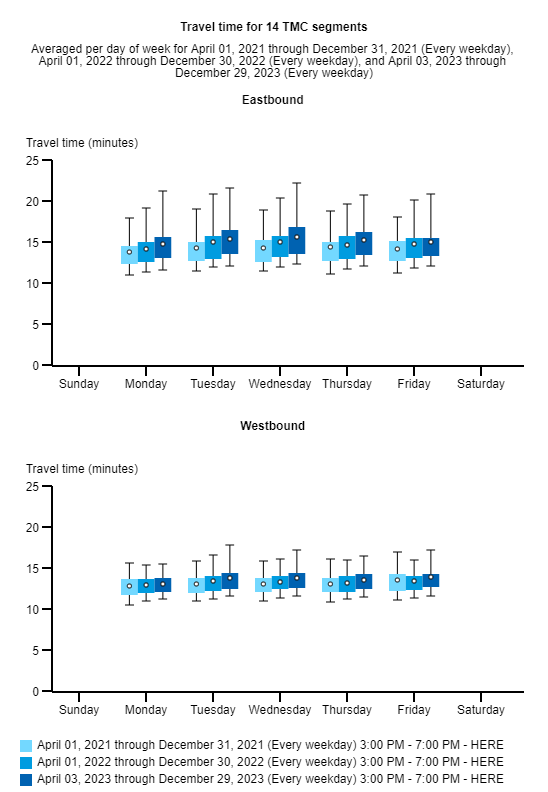 Travel time for 14 TMC segments
Averaged per day of week for April 01, 2021 through December 31, 2021 (Every weekday),
April 01, 2022 through December 30, 2022 (Every weekday), and April 03, 2023 through
December 29, 2023 (Every weekday)
Eastbound
Travel time (minutes)
25
20
15
10
5
0
Sunday Monday Tuesday Wednesday Thursday Friday Saturday
Westbound
Travel time (minutes)
25
20
15
10
5
0
Sunday Monday Tuesday Wednesday Thursday Friday Saturday
April 01, 2021 through December 31, 2021 (Every weekday) 3:00 PM - 7:00 PM - HERE
April 01, 2022 through December 30, 2022 (Every weekday) 3:00 PM - 7:00 PM - HERE
April 03, 2023 through December 29, 2023 (Every weekday) 3:00 PM - 7:00 PM - HERE